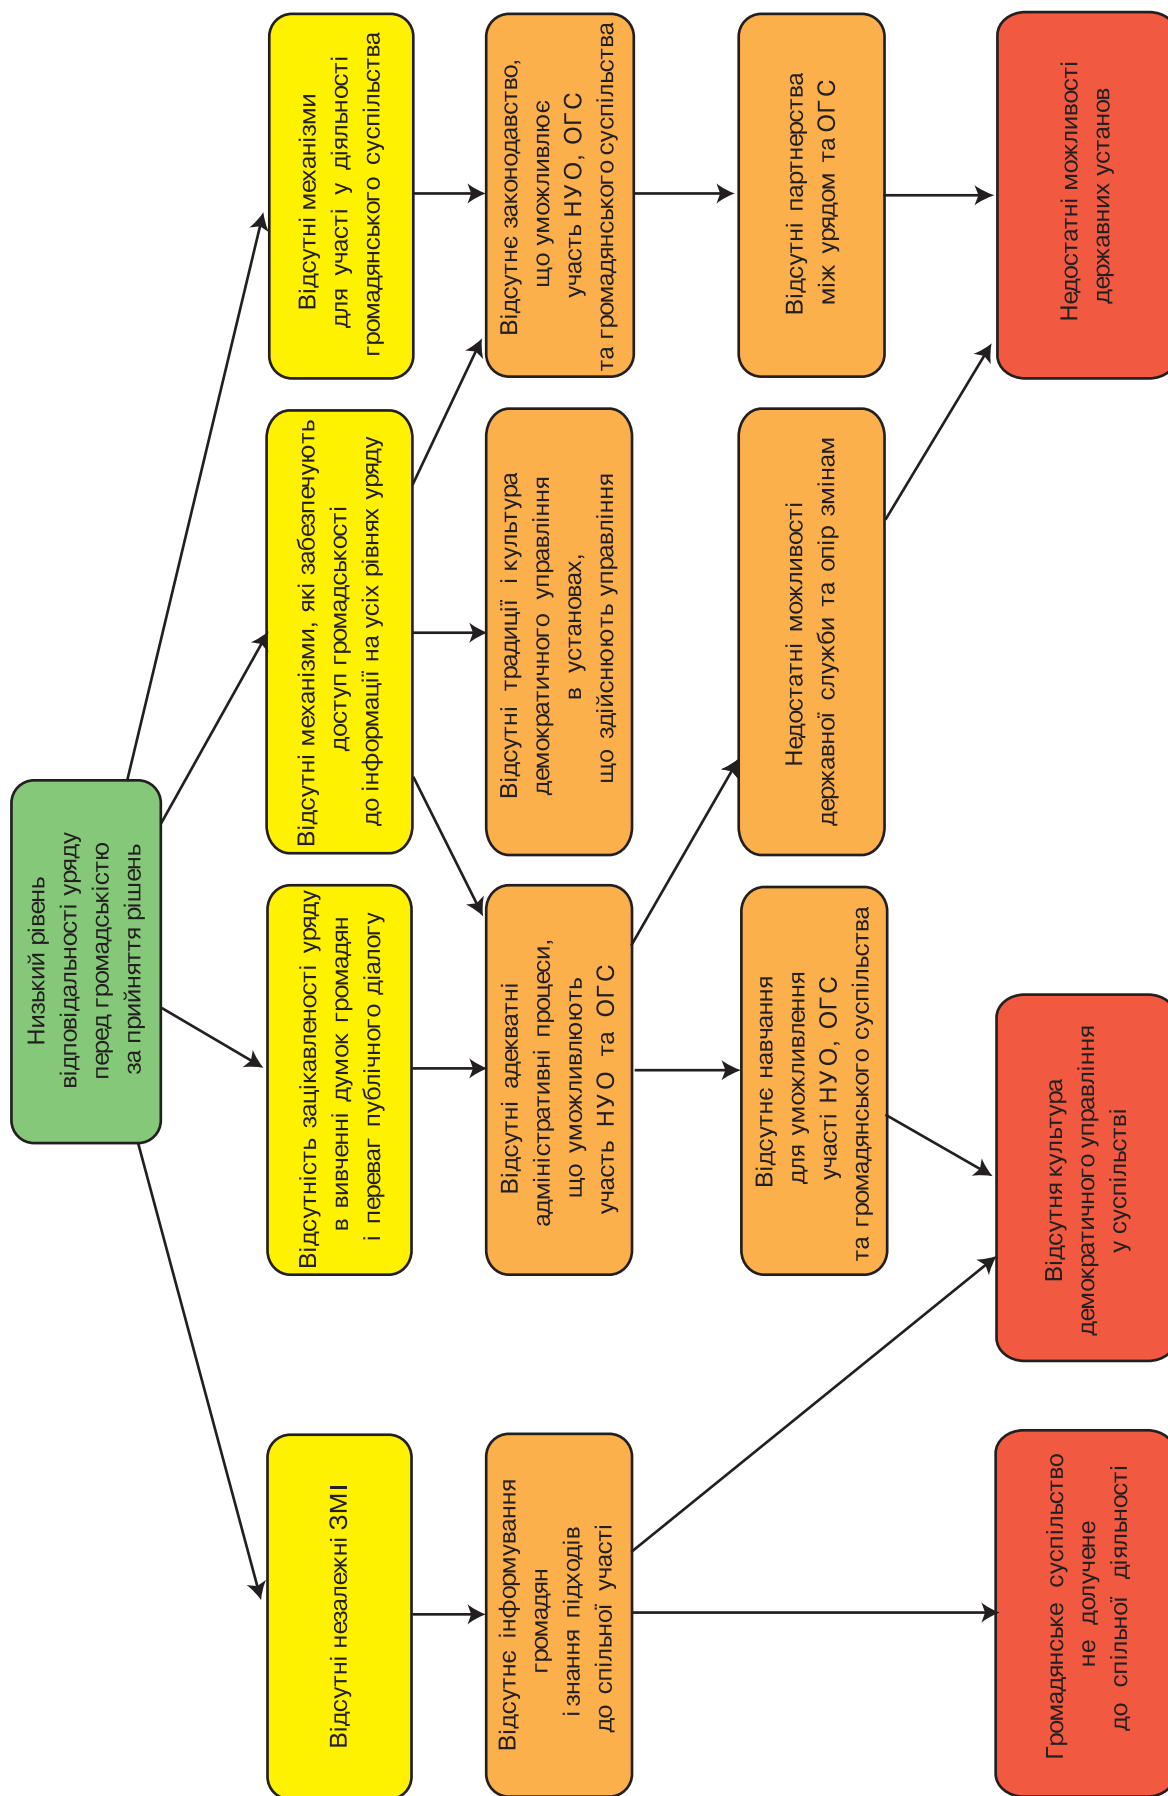 Низький рівень
відповідальності уряду
перед громадськістю
за прийняття рішень
Відсутні незалежні ЗМІ
Відсутність зацікавленості уряду
в вивченні думок громадян
і переваг публічного діалогу
Відсутні механізми, які забезпечують
доступ громадськості
до інформації на усіх рівнях уряду
Відсутні механізми
для участі у діяльності
громадянського суспільства
Відсутнє інформування
громадян
і знання підходів
до спільної участі
Відсутні адекватні
адміністративні процеси,
що уможливлюють
участь НУО та ОГС
Відсутні традиції і культура
демократичного управління
в установах,
що здійснюють управління
Відсутнє законодавство,
що уможливлює
участь НУО, ОГС
та громадянського суспільства
Відсутнє навчання
для уможливлення
участі НУО, ОГС
та громадянського суспільства
Недостатні можливості
державної служби та опір змінам
Відсутні партнерства
між урядом та ОГС
Громадянське суспільство
не долучене
до спільної діяльності
Відсутня культура
демократичного управління
у суспільстві
Недостатні можливості
державних установ